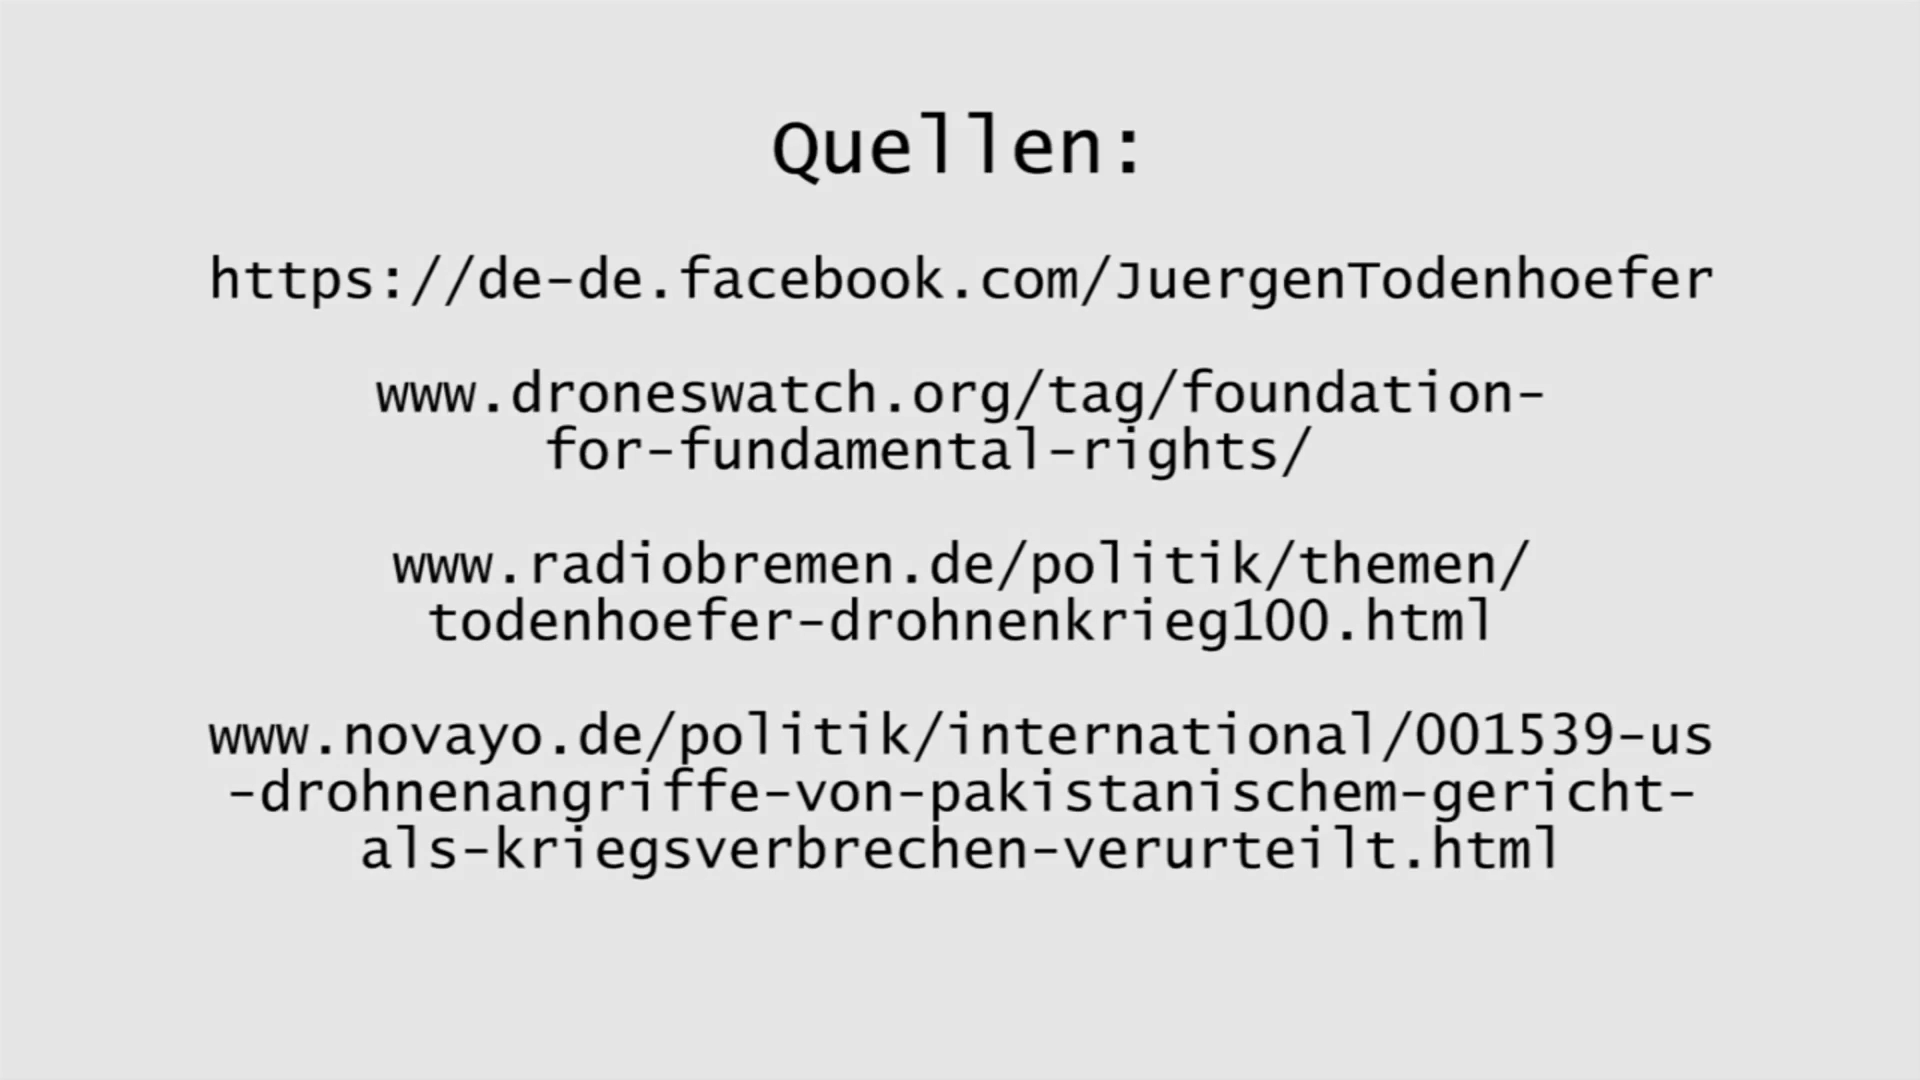 Quellen:
https://de-de.facebook.com/JuergenTodenhoefer
www.droneswatch.org/tag/foundation-
for-fundamental-rights/
www.radiobremen.de/politik/themen/
todenhoefer-drohnenkrieg100.html
www.novayo.de/politik/international/001539-us
-drohnenangriffe-von-pakistanischem-gericht-
als-kriegsverbrechen-verurteilt.html